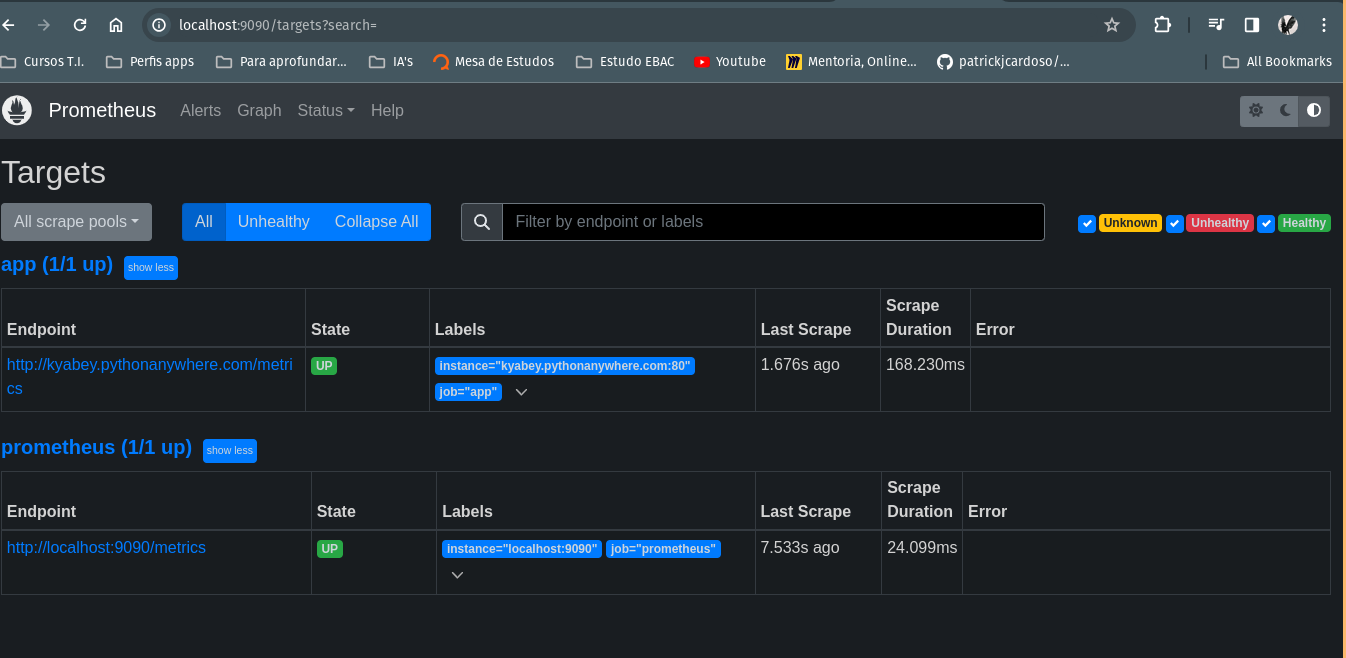 localhost:9090/targets?search=
Cursos T.I. Perfis apps Para aprofundar... IA's Mesa de Estudos Estudo EBAC Youtube Mentoria, Online... patrickjcardoso/... All Bookmarks
Prometheus Alerts Graph Status Help
Targets
All scrape pools All Unhealthy Collapse All Filter by endpoint or labels Unknown Unhealthy Healthy
app (1/1 up) show less
Scrape
Endpoint State Labels Last Scrape Duration Error
http://kyabey.pythonanywhere.com/metri UP instance="kyabey.pythonanywhere.com:80" 1.676s ago 168.230ms
cs job="app"
prometheus (1/1 up) show less
Scrape
Endpoint State Labels Last Scrape Duration Error
http://localhost:9090/metrics UP instance="localhost:9090" job="prometheus" 7.533s ago 24.099ms